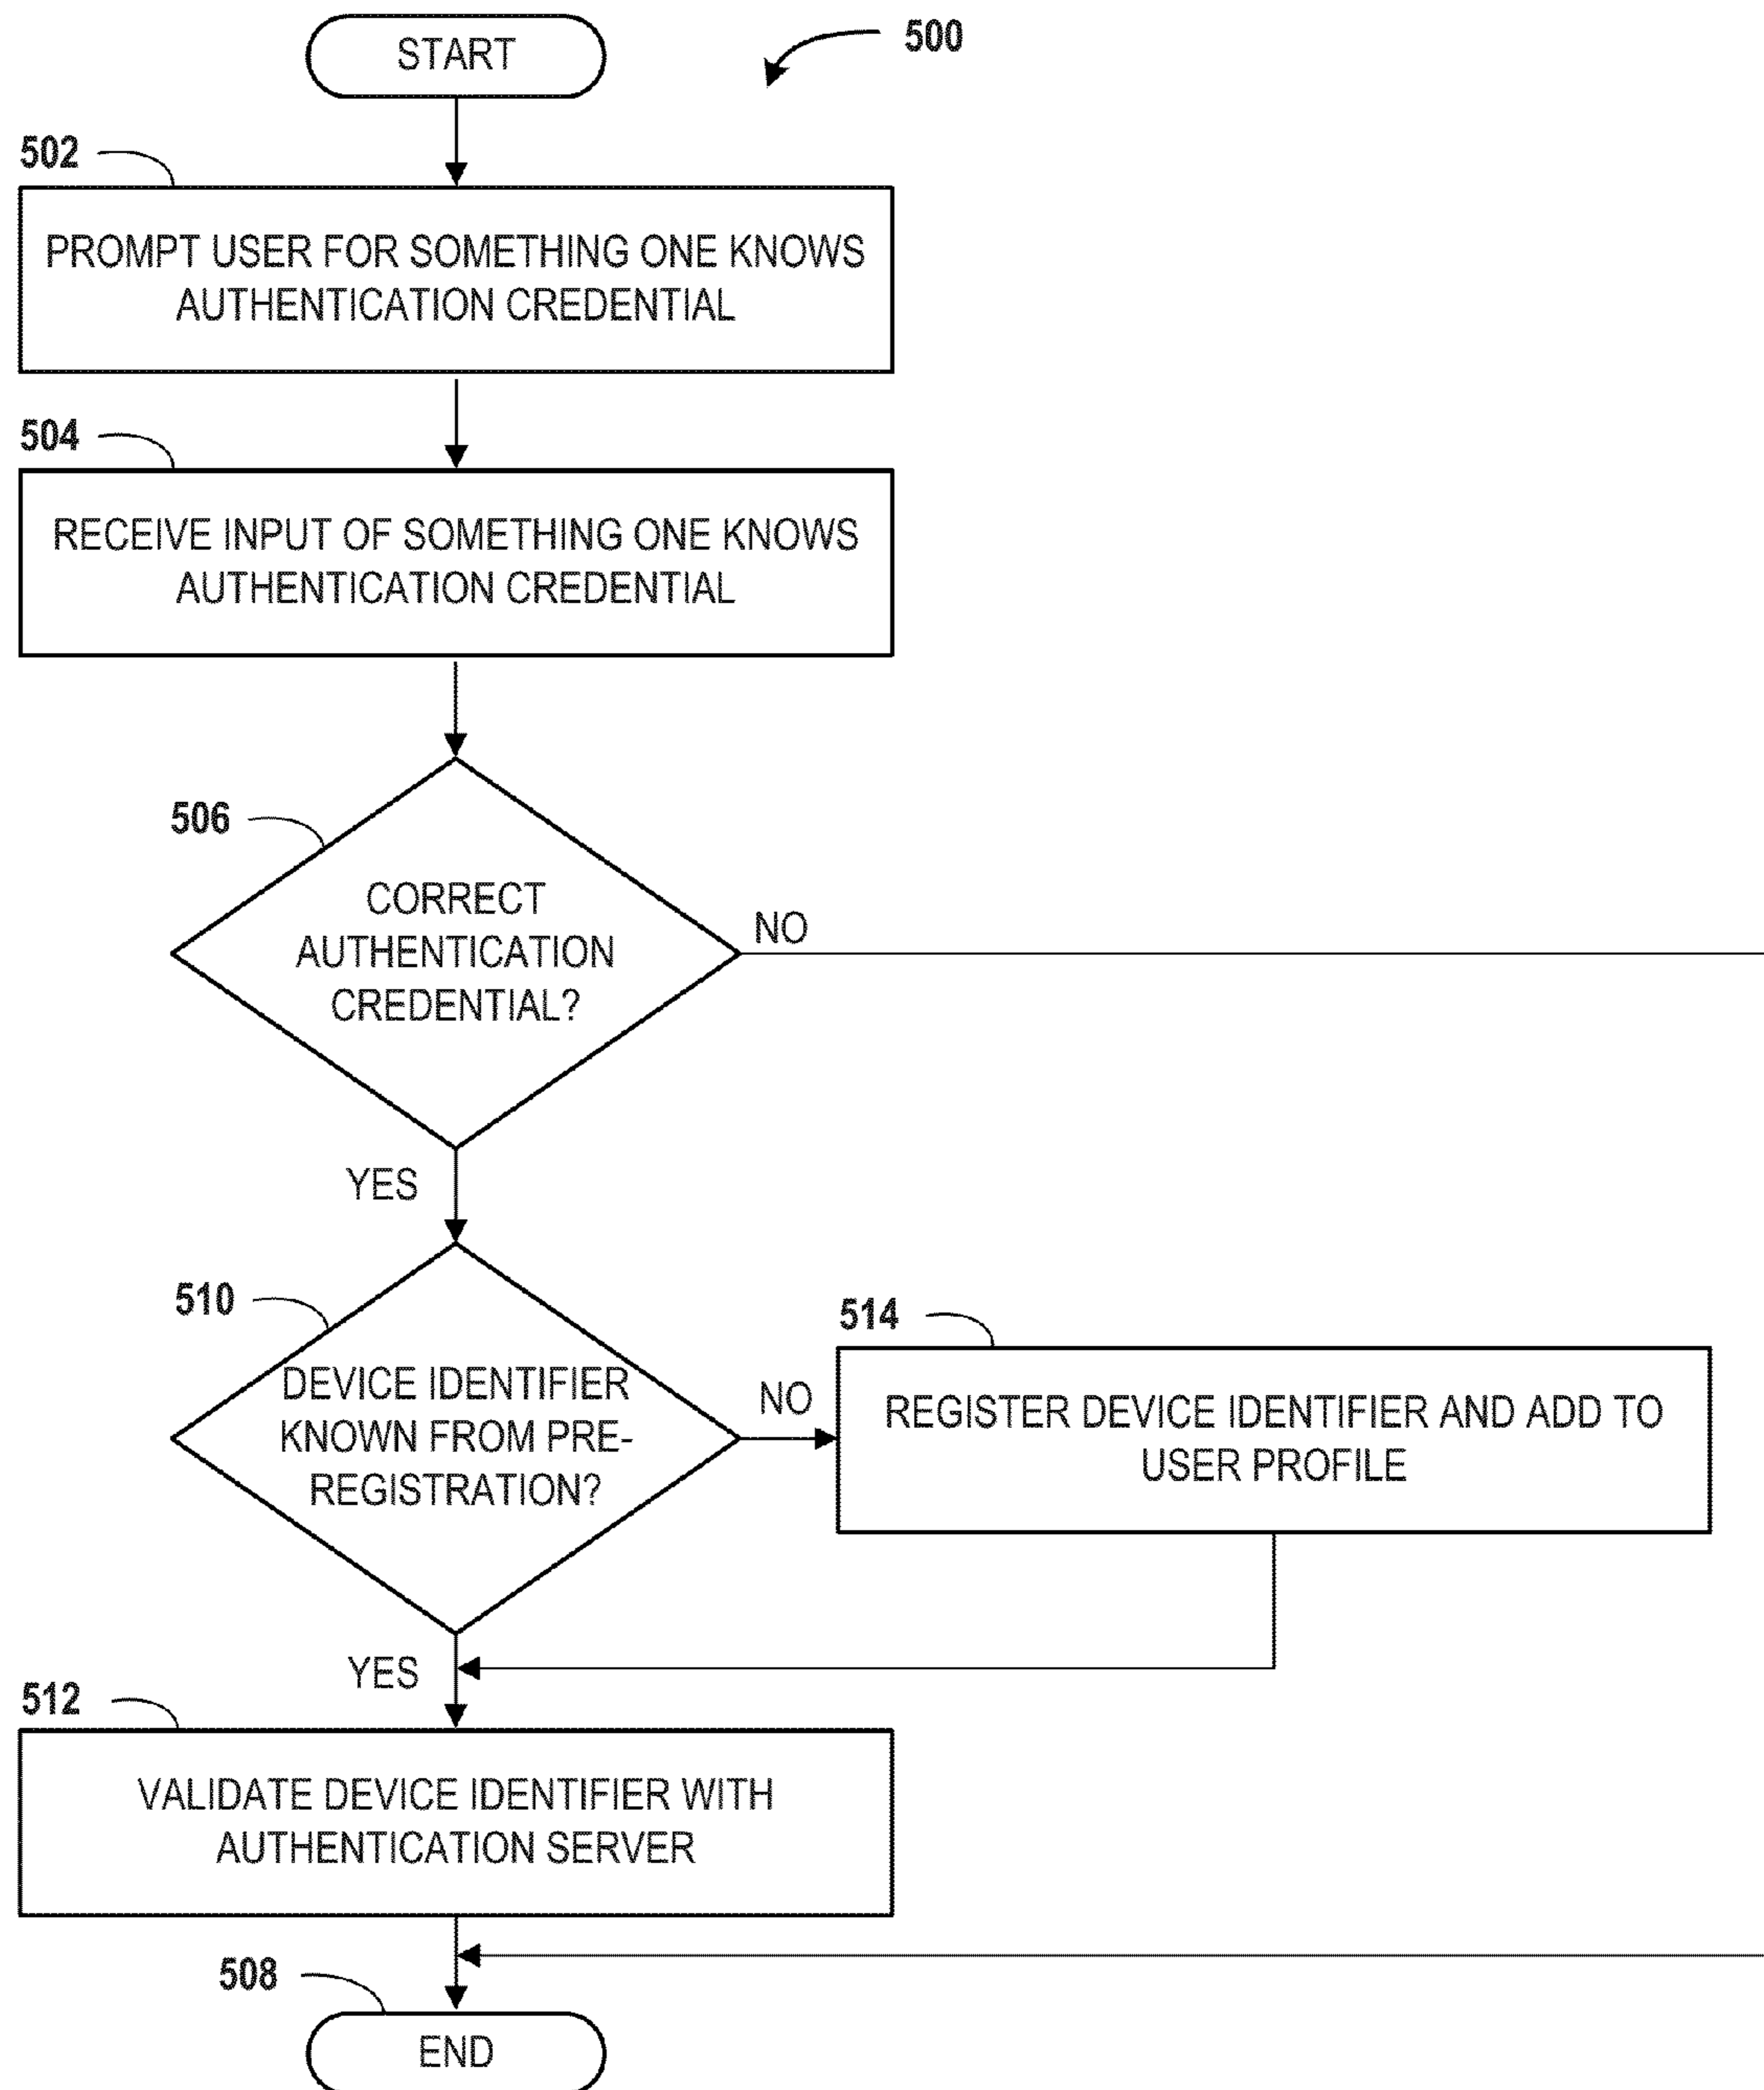 START
500
502
PROMPT USER FOR SOMETHING ONE KNOWS
AUTHENTICATION CREDENTIAL
504
RECEIVE INPUT OF SOMETHING ONE KNOWS
AUTHENTICATION CREDENTIAL
506
CORRECT
AUTHENTICATION
CREDENTIAL?
NO
YES
510
DEVICE IDENTIFIER
KNOWN FROM PRE-
REGISTRATION?
NO
514
REGISTER DEVICE IDENTIFIER AND ADD TO
USER PROFILE
YES
512
VALIDATE DEVICE IDENTIFIER WITH
AUTHENTICATION SERVER
508
END